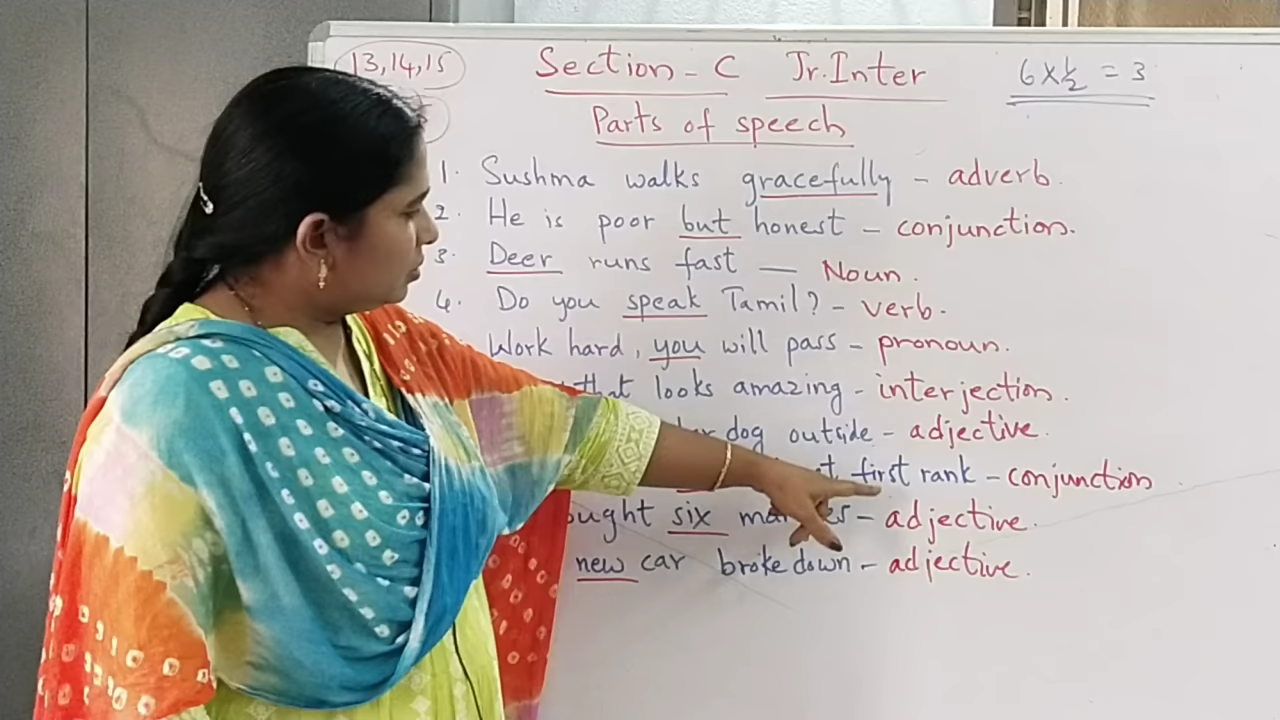 13,14,15
Section - C Jr. Inter 6 x ½ = 3
Parts of speech
1. Sushma walks gracefully - adverb.
2. He is poor but honest - conjunction.
3. Deer runs fast — Noun.
4. Do you speak Tamil? - verb.
Work hard, you will pass - pronoun.
that looks amazing - interjection.
dog outside - adjective.
first rank - conjunction
six - adjective.
new car broke down - adjective.